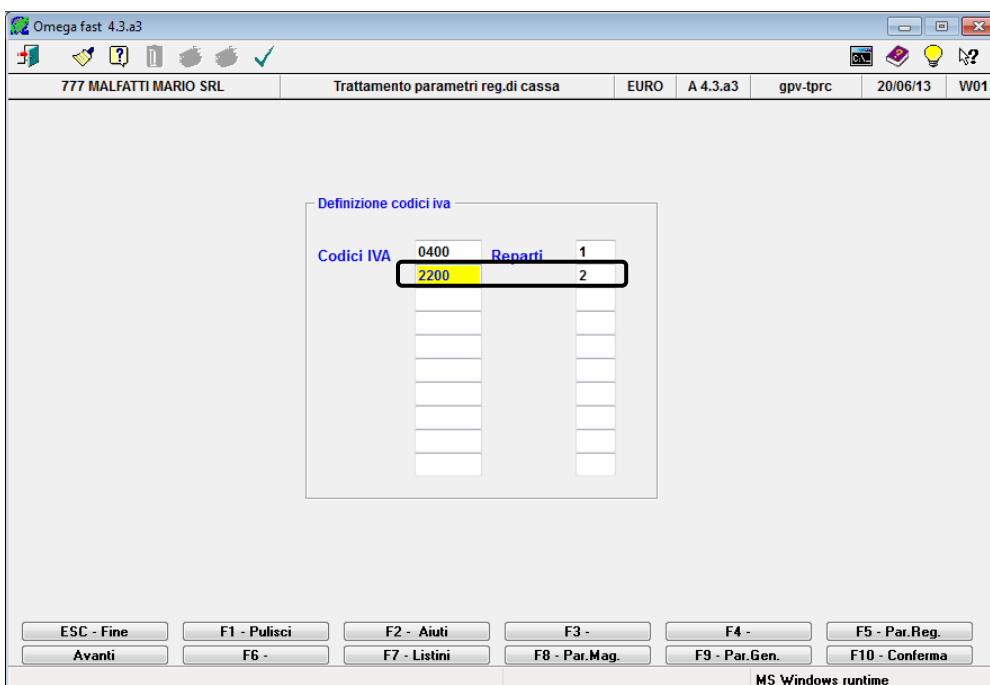 Omega fast 4.3.a3
C:\
?
777 MALFATTI MARIO SRL Trattamento parametri reg.di cassa EURO A 4.3.a3 gpv-tprc 20/06/13 W01
Definizione codici iva
Codici IVA 0400 Reparti 1
2200 2
ESC - Fine F1 - Pulisci F2 - Aiuti F3 - F4 - F5 - Par.Reg.
Avanti F6 - F7 - Listini F8 - Par.Mag. F9 - Par.Gen. F10 - Conferma
MS Windows runtime